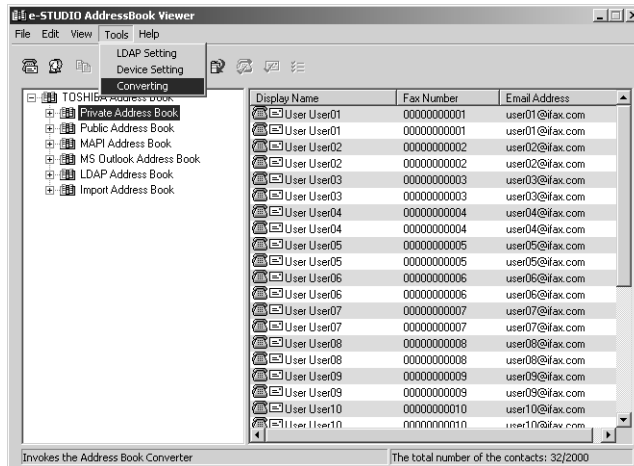 e-STUDIO AddressBook Viewer
File Edit View Tools Help
LDAP Setting
Device Setting
Converting
TOSHIBA Address Book
Private Address Book
Public Address Book
MAPI Address Book
MS Outlook Address Book
LDAP Address Book
Import Address Book
Display Name Fax Number Email Address
User User01 00000000001 user01@ifax.com
User User01 00000000001 user01@ifax.com
User User02 00000000002 user02@ifax.com
User User02 00000000002 user02@ifax.com
User User03 00000000003 user03@ifax.com
User User03 00000000003 user03@ifax.com
User User04 00000000004 user04@ifax.com
User User04 00000000004 user04@ifax.com
User User05 00000000005 user05@ifax.com
User User05 00000000005 user05@ifax.com
User User06 00000000006 user06@ifax.com
User User06 00000000006 user06@ifax.com
User User07 00000000007 user07@ifax.com
User User07 00000000007 user07@ifax.com
User User08 00000000008 user08@ifax.com
User User08 00000000008 user08@ifax.com
User User09 00000000009 user09@ifax.com
User User09 00000000009 user09@ifax.com
User User10 00000000010 user10@ifax.com
User User10 00000000010 user10@ifax.com
Invokes the Address Book Converter The total number of the contacts: 32/2000